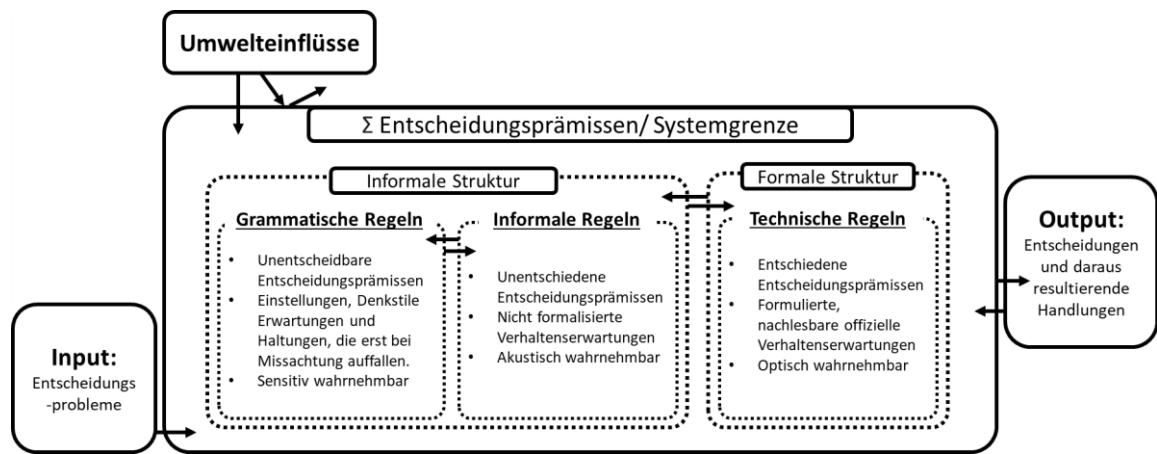 Umwelteinflüsse
Σ Entscheidungsprämissen/ Systemgrenze
Informale Struktur
Grammatische Regeln
• Unentscheidbare
Entscheidungsprämissen
• Einstellungen, Denkstile
Erwartungen und
Haltungen, die erst bei
Missachtung auffallen.
• Sensitiv wahrnehmbar
Informale Regeln
• Unentschiedene
Entscheidungsprämissen
• Nicht formalisierte
Verhaltenserwartungen
• Akustisch wahrnehmbar
Formale Struktur
Technische Regeln
• Entschiedene
Entscheidungsprämissen
• Formulierte,
nachlesbare offizielle
Verhaltenserwartungen
• Optisch wahrnehmbar
Input:
Entscheidungs
-probleme
Output:
Entscheidungen
und daraus
resultierende
Handlungen